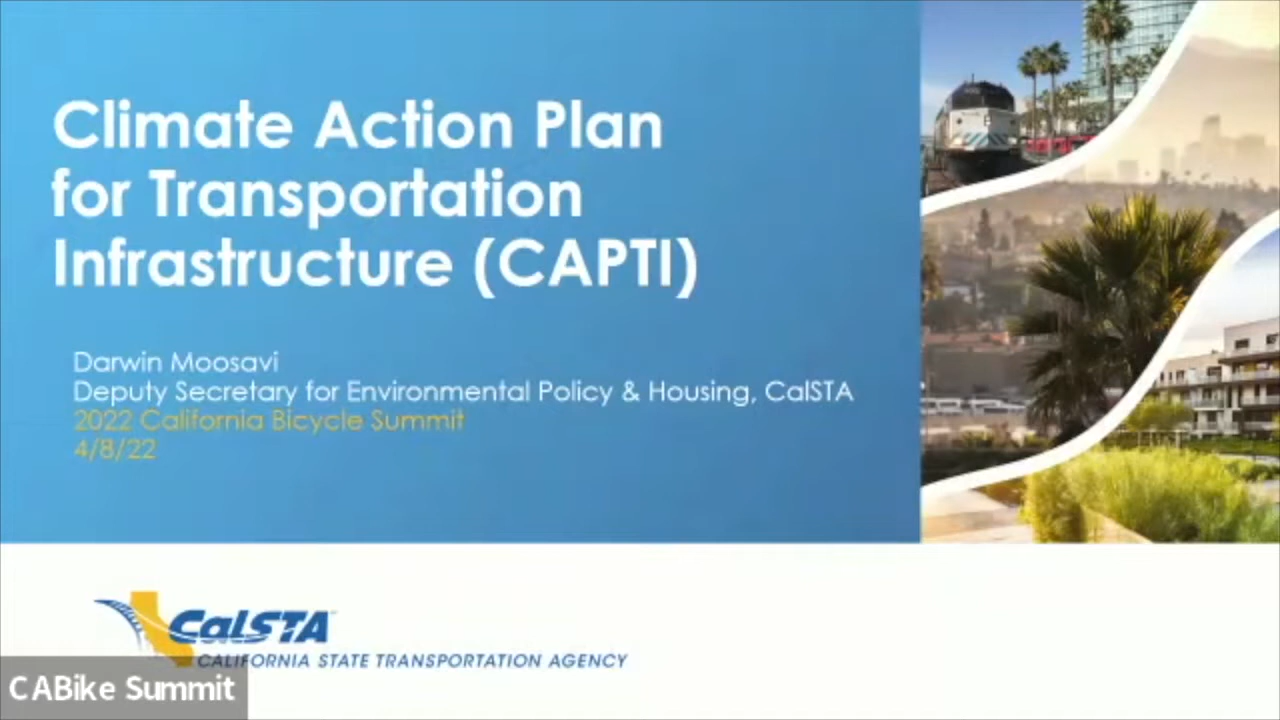 Climate Action Plan
for Transportation
Infrastructure (CAPTI)
Darwin Moosavi
Deputy Secretary for Environmental Policy & Housing, CalSTA
2022 California Bicycle Summit
4/8/22
CalSTA
CALIFORNIA STATE TRANSPORTATION AGENCY
CABike Summit